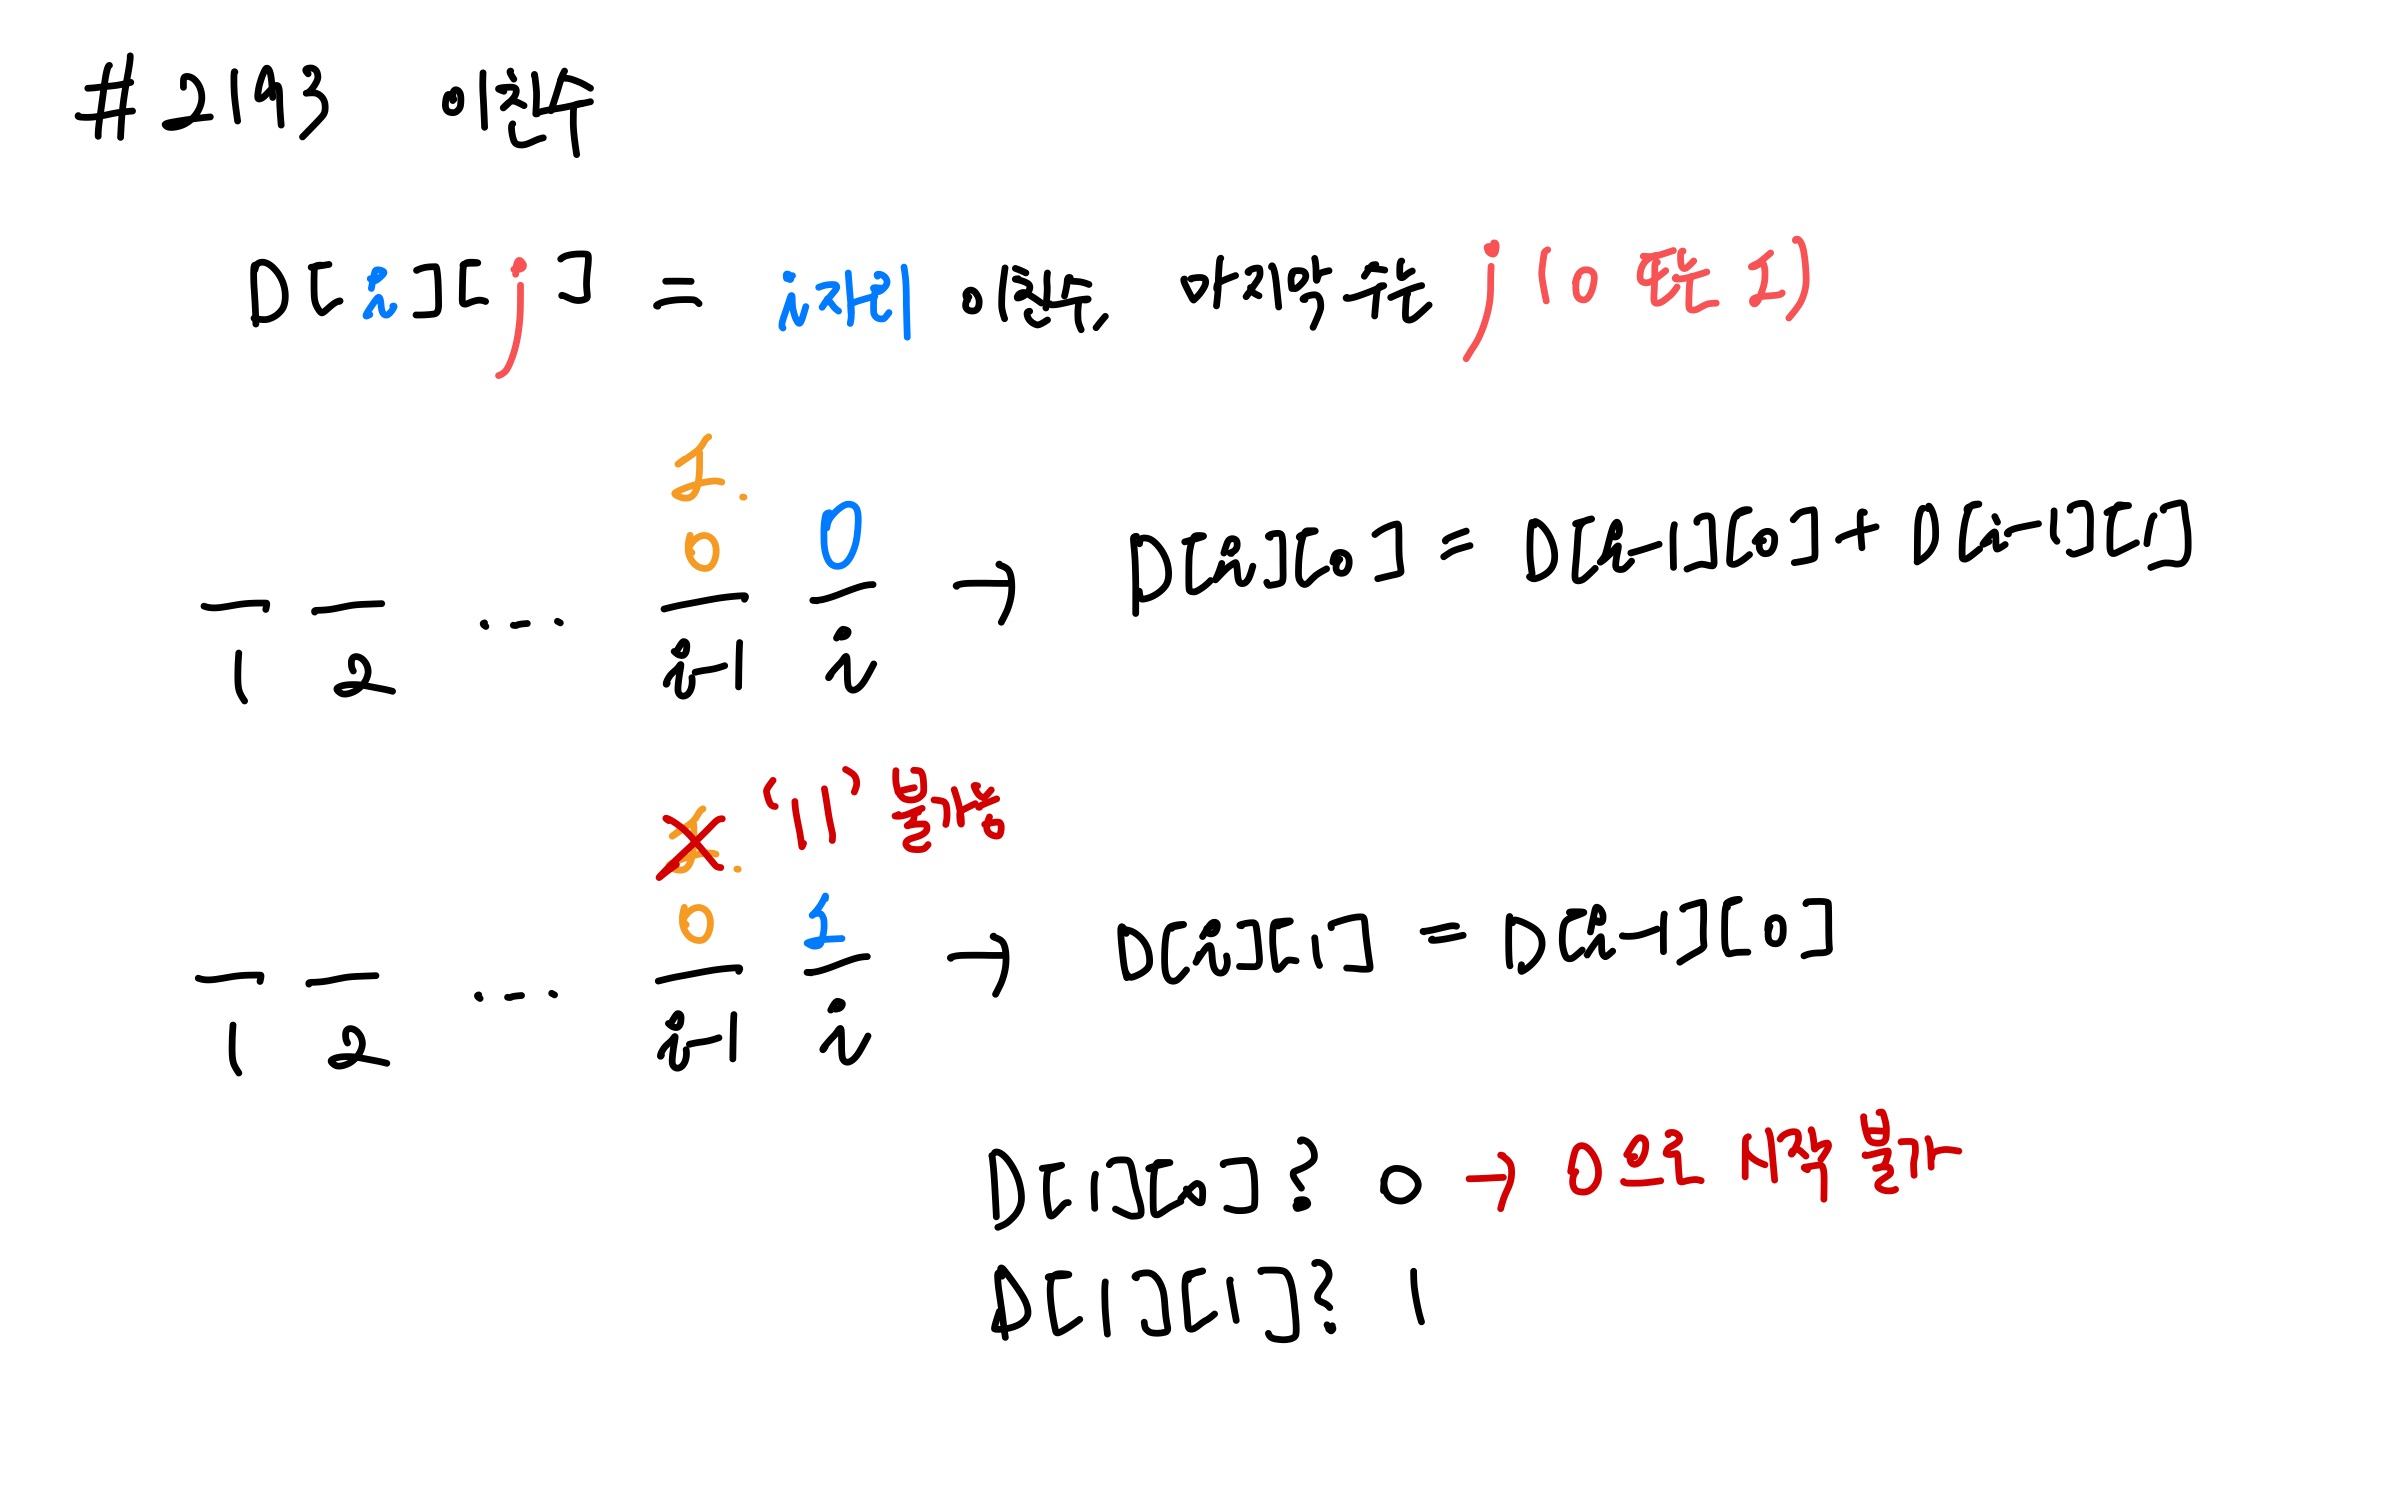 # 2193 이친수
D[i][j] = i자리 이친수, 마지막 수는 j (0 또는 1)
1.
0 0 → D[i][0] = D[i-1][0] + D[i-1][1]
1 2 .... i-1 i
1. "11" 불가능
0 1 → D[i][1] = D[i-1][0]
1 2 .... i-1 i
D[1][0]? 0 → 0으로 시작 불가
D[1][1]? 1